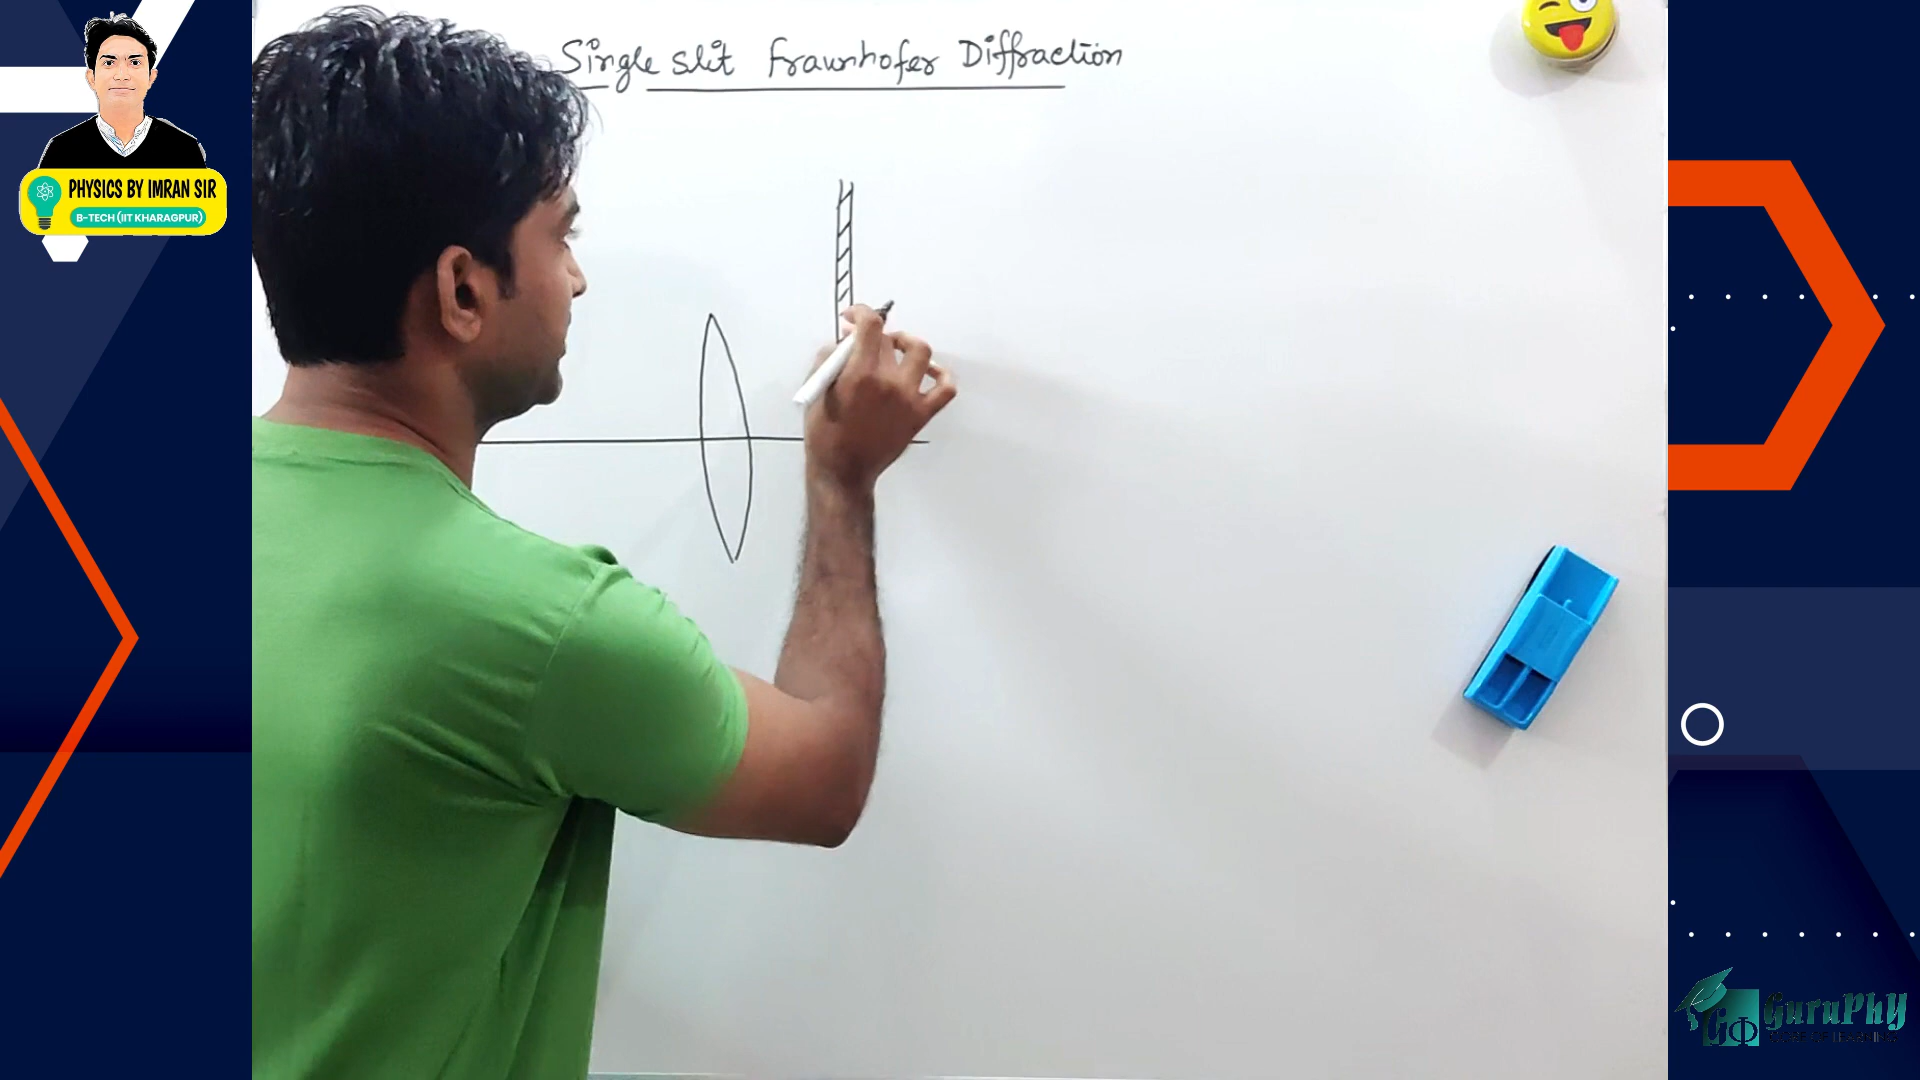 Single slit Fraunhofer Diffraction
PHYSICS BY IMRAN SIR
B-TECH (IIT KHARAGPUR)
GuruPhy